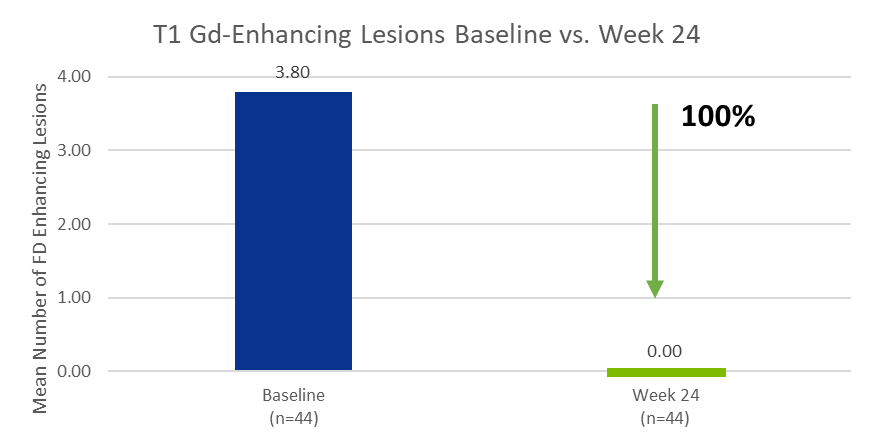 T1 Gd-Enhancing Lesions Baseline vs. Week 24
Mean Number of FD Enhancing Lesions
4.00
3.00
2.00
1.00
0.00
3.80
100%
0.00
Baseline
(n=44)
Week 24
(n=44)